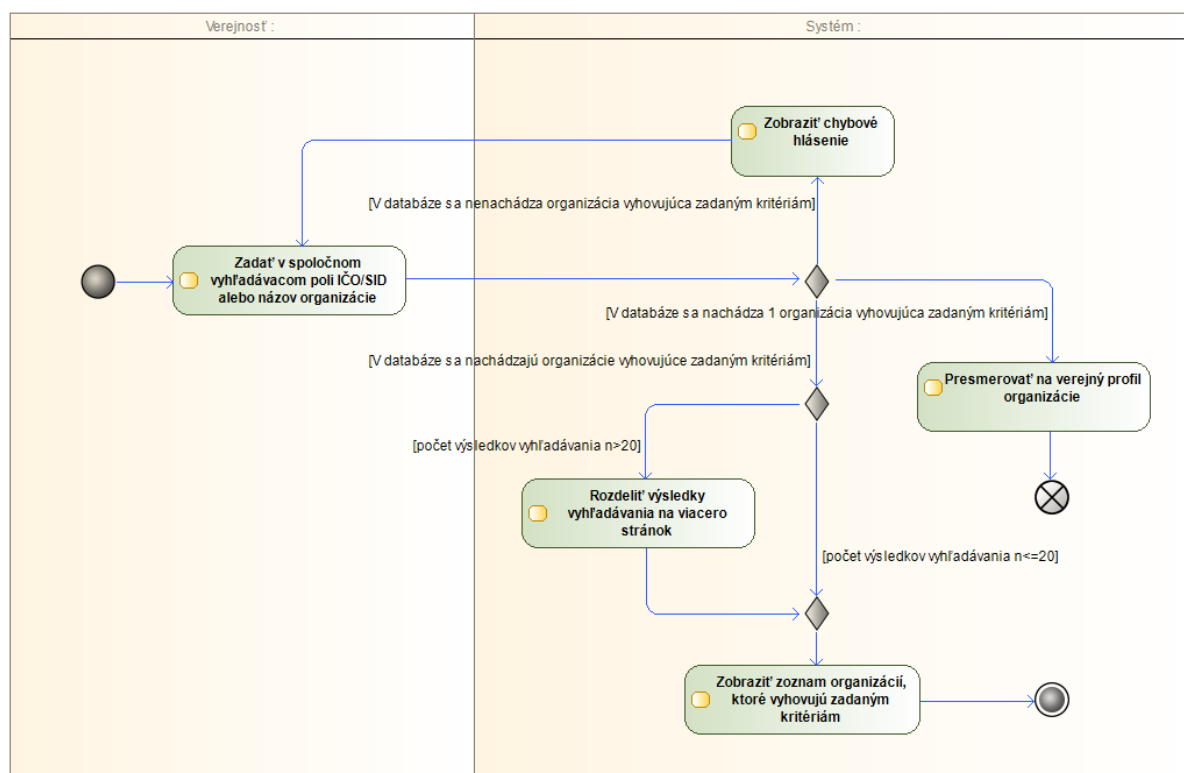 Verejnosť :
Systém :
Zobraziť chybové
hlásenie
[V databáze sa nenachádza organizácia vyhovujúca zadaným kritériám]
Zadať v spoločnom
vyhľadávacom poli IČO/SID
alebo názov organizácie
[V databáze sa nachádza 1 organizácia vyhovujúca zadaným kritériám]
[V databáze sa nachádzajú organizácie vyhovujúce zadaným kritériám]
Presmerovať na verejný profil
organizácie
[počet výsledkov vyhľadávania n>20]
Rozdeliť výsledky
vyhľadávania na viacero
stránok
[počet výsledkov vyhľadávania n<=20]
Zobraziť zoznam organizácií,
ktoré vyhovujú zadaným
kritériám